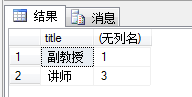 结果 消息
title (无列名)
1 副教授 1
2 讲师 3